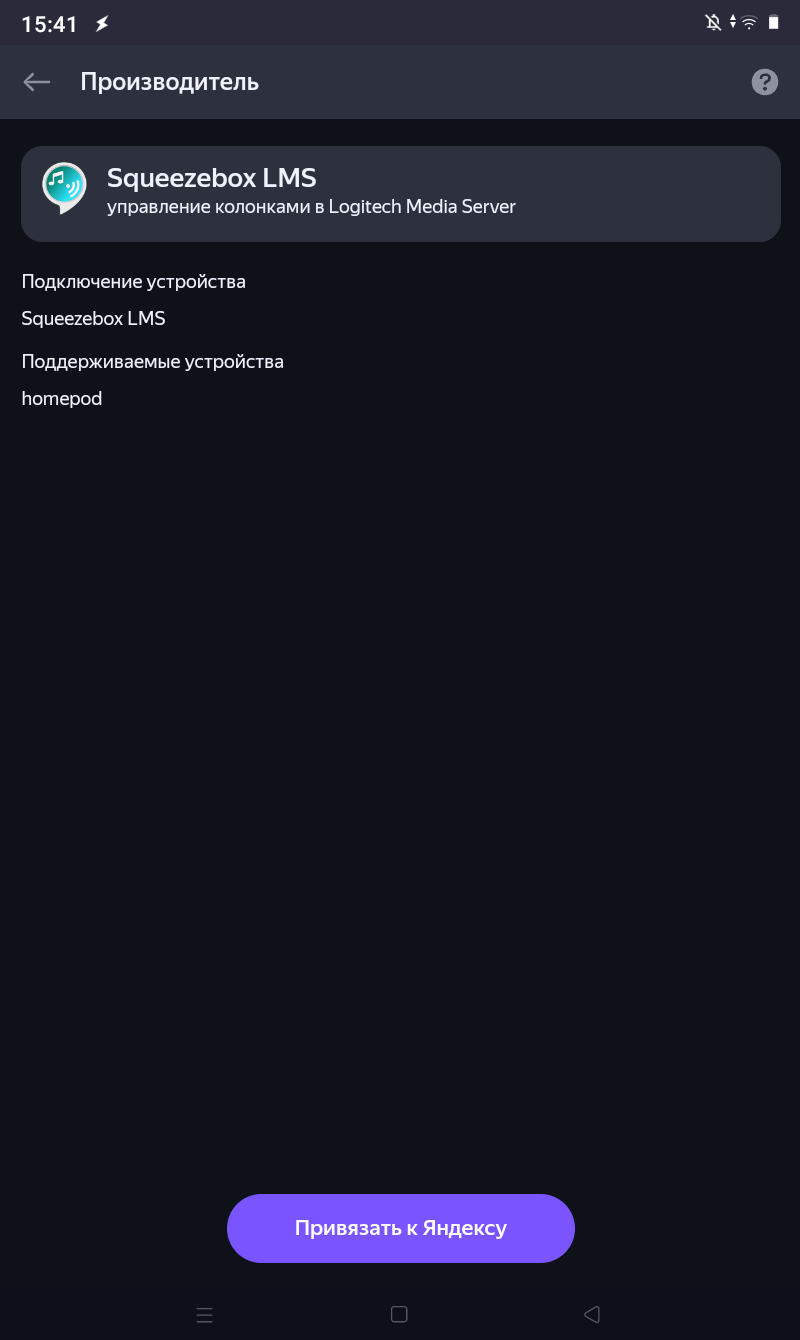 15:41
Производитель
Squeezebox LMS
управление колонками в Logitech Media Server
Подключение устройства
Squeezebox LMS
Поддерживаемые устройства
homepod
Привязать к Яндексу